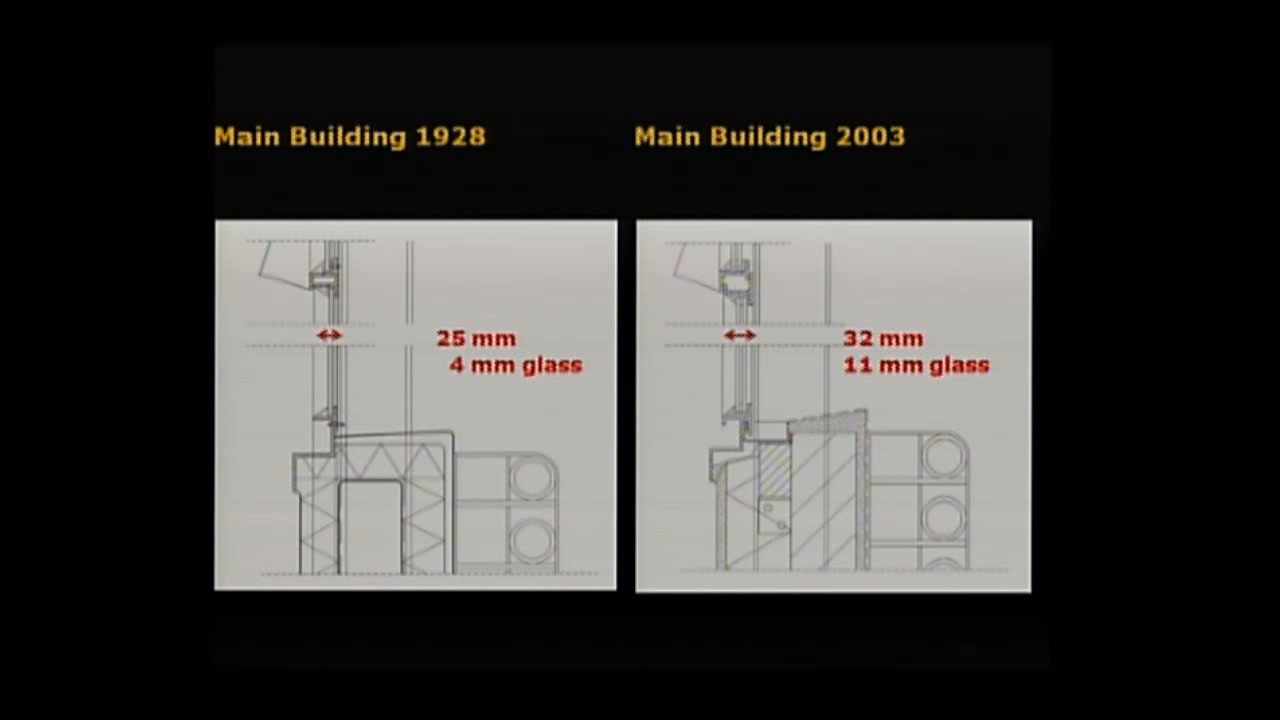 Main Building 1928
Main Building 2003
25 mm
4 mm glass
32 mm
11 mm glass